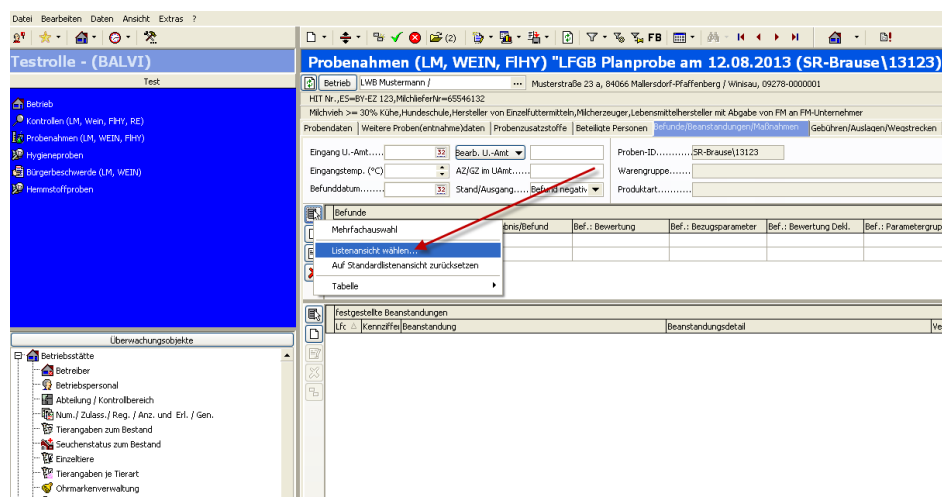 Datei Bearbeiten Daten Ansicht Extras ?
(2) FB
Testrolle - (BALVI)
Test
Betrieb
Kontrollen (LM, Wein, FlHY, RE)
Probenahmen (LM, WEIN, FlHY)
Hygieneproben
Bürgerbeschwerde (LM, WEIN)
Hemmstoffproben
Überwachungsobjekte
Betriebsstätte
Betreiber
Betriebspersonal
Abteilung / Kontrollbereich
Num./ Zulass./ Reg. / Anz. und Erl. / Gen.
Tierangaben zum Bestand
Seuchenstatus zum Bestand
Einzeltiere
Tierangaben je Tierart
Ohrmarkenverwaltung
Probenahmen (LM, WEIN, FlHY) "LFGB Planprobe am 12.08.2013 (SR-Brause\13123)
Betrieb LWB Mustermann / ... Musterstraße 23 a, 84066 Mallersdorf-Pfaffenberg / Winisau, 09278-0000001
HIT Nr.,ES=BY-EZ 123,MilchlieferNr=65546132
Milchvieh >= 30% Kühe,Hundeschule,Hersteller von Einzelfuttermitteln,Milcherzeuger,Lebensmittelhersteller mit Abgabe von FM an FM-Unternehmer
Probendaten Weitere Proben(entnahme)daten Probenzusatzstoffe Beteiligte Personen Befunde/Beanstandungen/Maßnahmen Gebühren/Auslagen/Wegstrecken
Eingang U.-Amt..... 32 Bearb. U.-Amt Proben-ID............SR-Brause\13123
Eingangstemp. (°C) AZ/GZ im UAmt...... Warengruppe......
Befunddatum........ 32 Stand/Ausgang..... Befund negativ Produktart..........
Befunde
bnis/Befund Bef.: Bewertung Bef.: Bezugsparameter Bef.: Bewertung Dekl. Bef.: Parametergrup
Mehrfachauswahl
Listenansicht wählen...
Auf Standardlistenansicht zurücksetzen
Tabelle
festgestellte Beanstandungen
Lfc Kennziffer Beanstandung Beanstandungsdetail Ve